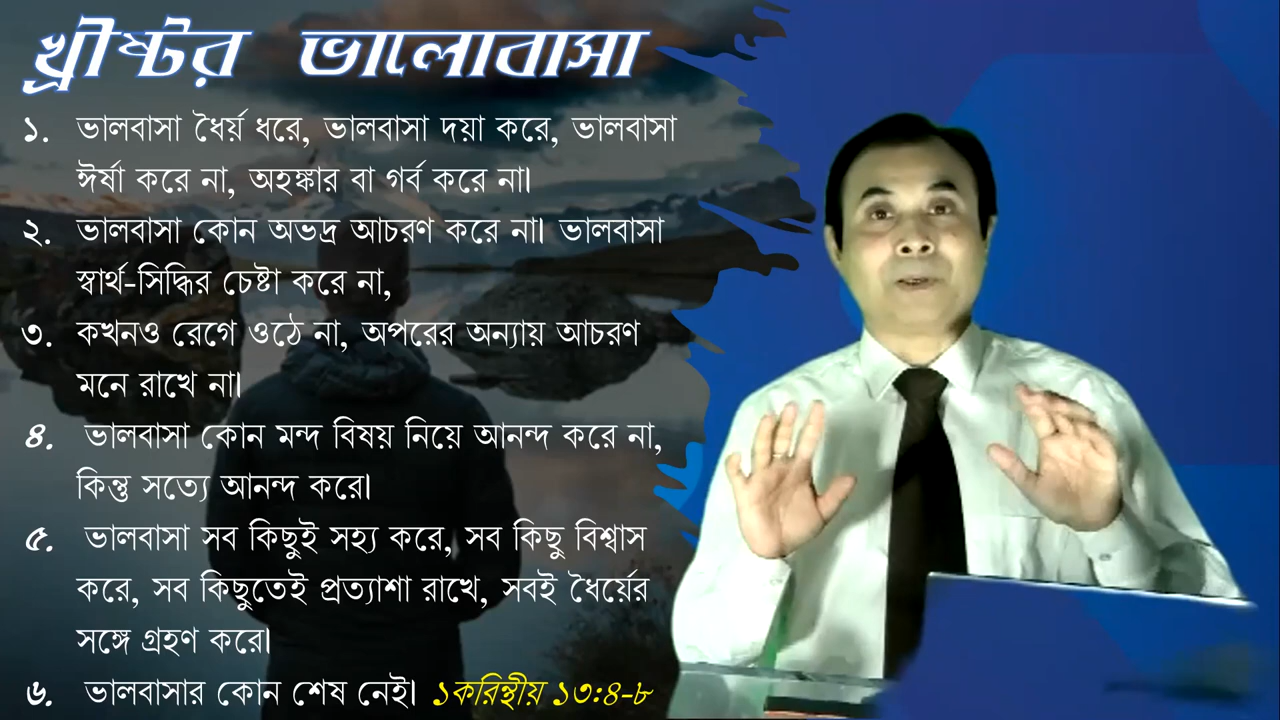 খ্রীষ্টর ভালোবাসা
১. ভালবাসা ধৈর্য় ধরে, ভালবাসা দয়া করে, ভালবাসা
ঈর্ষা করে না, অহঙ্কার বা গর্ব করে না।
২. ভালবাসা কোন অভদ্র আচরণ করে না। ভালবাসা
স্বার্থ-সিদ্ধির চেষ্টা করে না,
৩. কখনও রেগে ওঠে না, অপরের অন্যায় আচরণ
মনে রাখে না।
৪. ভালবাসা কোন মন্দ বিষয় নিয়ে আনন্দ করে না,
কিন্তু সত্যে আনন্দ করে।
৫. ভালবাসা সব কিছুই সহ্য করে, সব কিছু বিশ্বাস
করে, সব কিছুতেই প্রত্যাশা রাখে, সবই ধৈর্য়ের
সঙ্গে গ্রহণ করে।
৬. ভালবাসার কোন শেষ নেই। ১করিন্থীয় ১৩:৪-৮